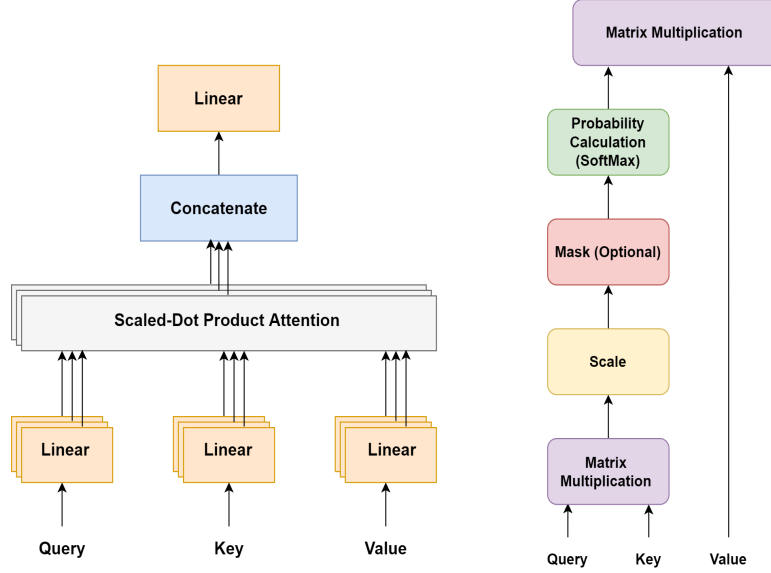 Linear
Concatenate
Scaled-Dot Product Attention
Linear
Linear
Linear
Query
Key
Value
Matrix Multiplication
Probability
Calculation
(SoftMax)
Mask (Optional)
Scale
Matrix
Multiplication
Query
Key
Value